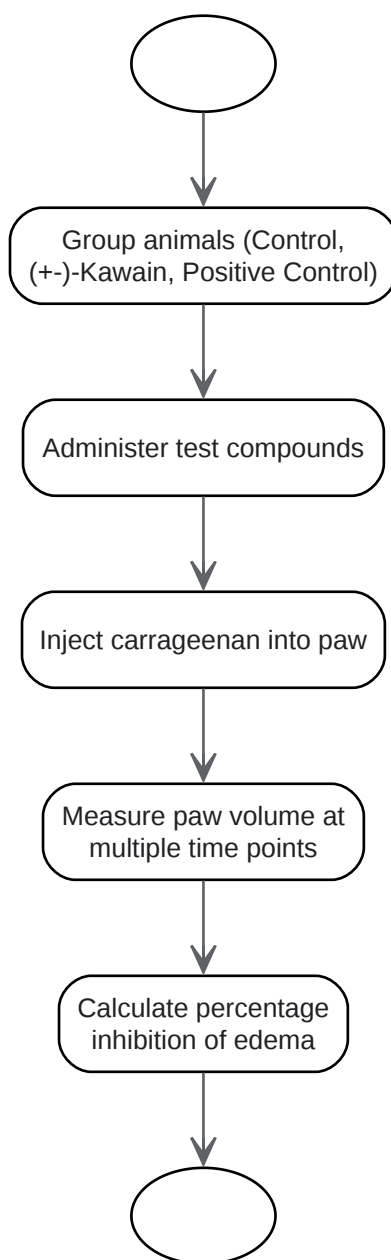 Group animals (Control,
(+-)-Kawain, Positive Control)
Administer test compounds
Inject carrageenan into paw
Measure paw volume at
multiple time points
Calculate percentage
inhibition of edema